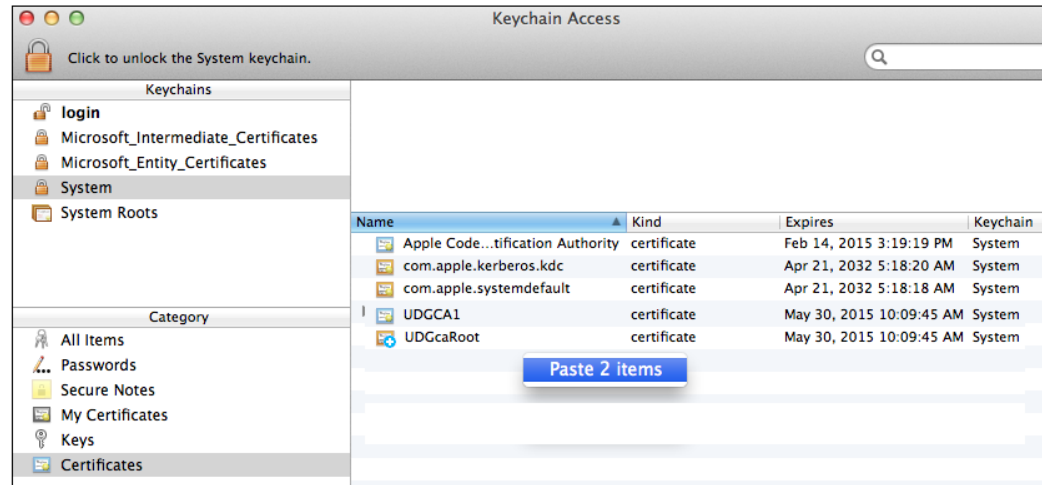 Keychain Access
Click to unlock the System keychain.
Keychains
login
Microsoft_Intermediate_Certificates
Microsoft_Entity_Certificates
System
System Roots
Name Kind Expires Keychain
Apple Code...tification Authority certificate Feb 14, 2015 3:19:19 PM System
com.apple.kerberos.kdc certificate Apr 21, 2032 5:18:20 AM System
com.apple.systemdefault certificate Apr 21, 2032 5:18:18 AM System
UDGCA1 certificate May 30, 2015 10:09:45 AM System
UDGcaRoot certificate May 30, 2015 10:09:45 AM System
Paste 2 items
Category
All Items
Passwords
Secure Notes
My Certificates
Keys
Certificates